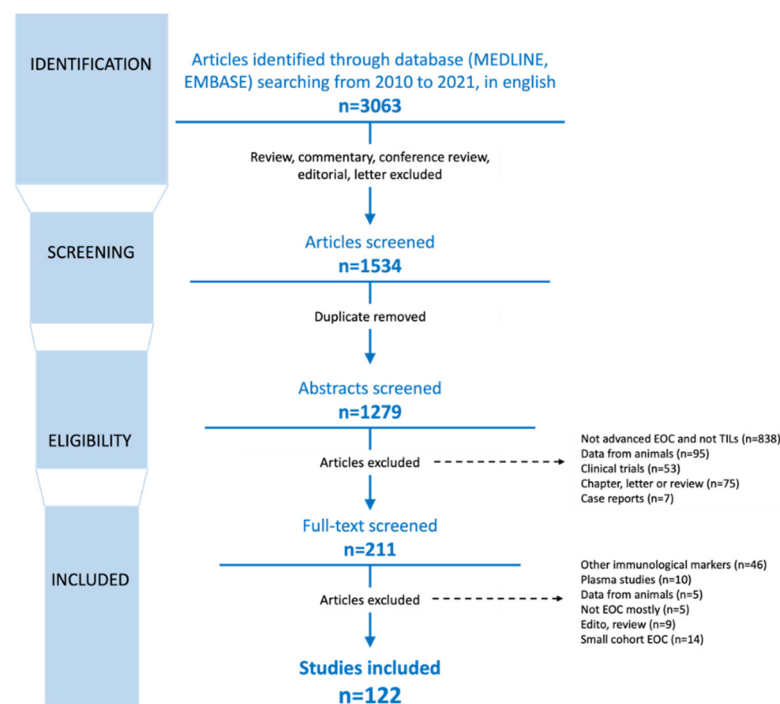 IDENTIFICATION
Articles identified through database (MEDLINE,
EMBASE) searching from 2010 to 2021, in english
n=3063
Review, commentary, conference review,
editorial, letter excluded
SCREENING
Articles screened
n=1534
Duplicate removed
ELIGIBILITY
Abstracts screened
n=1279
Articles excluded
Not advanced EOC and not TILs (n=838)
Data from animals (n=95)
Clinical trials (n=53)
Chapter, letter or review (n=75)
Case reports (n=7)
INCLUDED
Full-text screened
n=211
Articles excluded
Other immunological markers (n=46)
Plasma studies (n=10)
Data from animals (n=5)
Not EOC mostly (n=5)
Edito, review (n=9)
Small cohort EOC (n=14)
Studies included
n=122